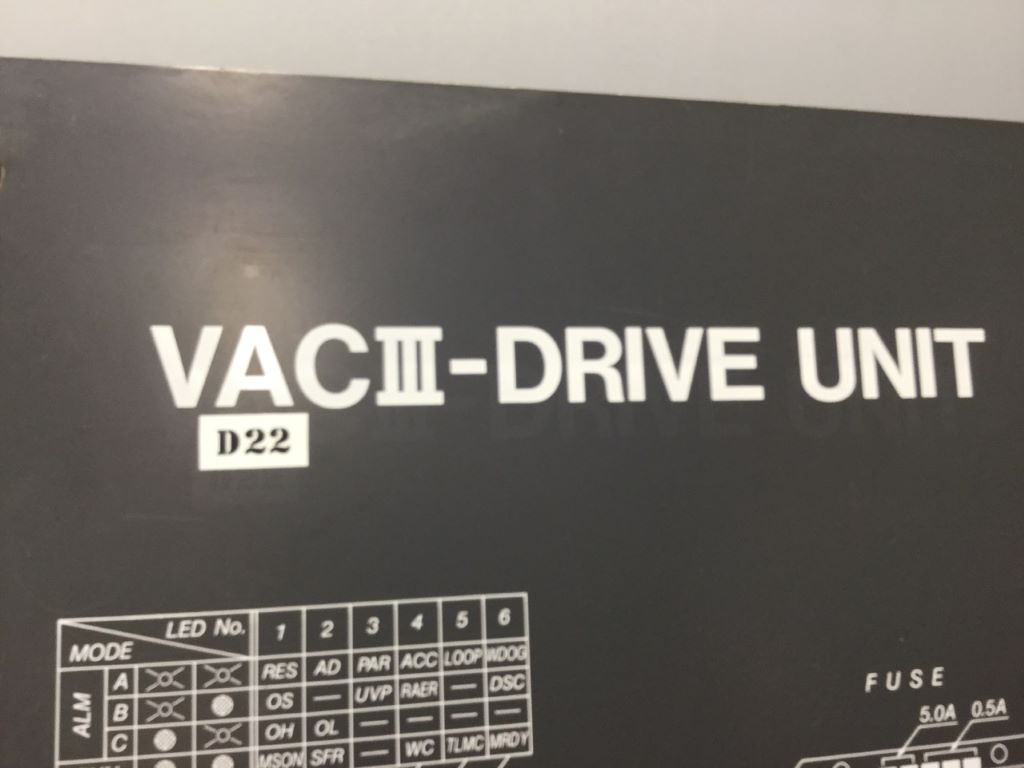 VACIII-DRIVE UNIT
D22
LED No. 1 2 3 4 5 6
MODE
ALM
A RES AD PAR ACC LOOP WDOG
B OS — UVP RAER — DSC
C OH OL — — — —
MSON SFR — WC TLMC MRDY
FUSE
5.0A 0.5A